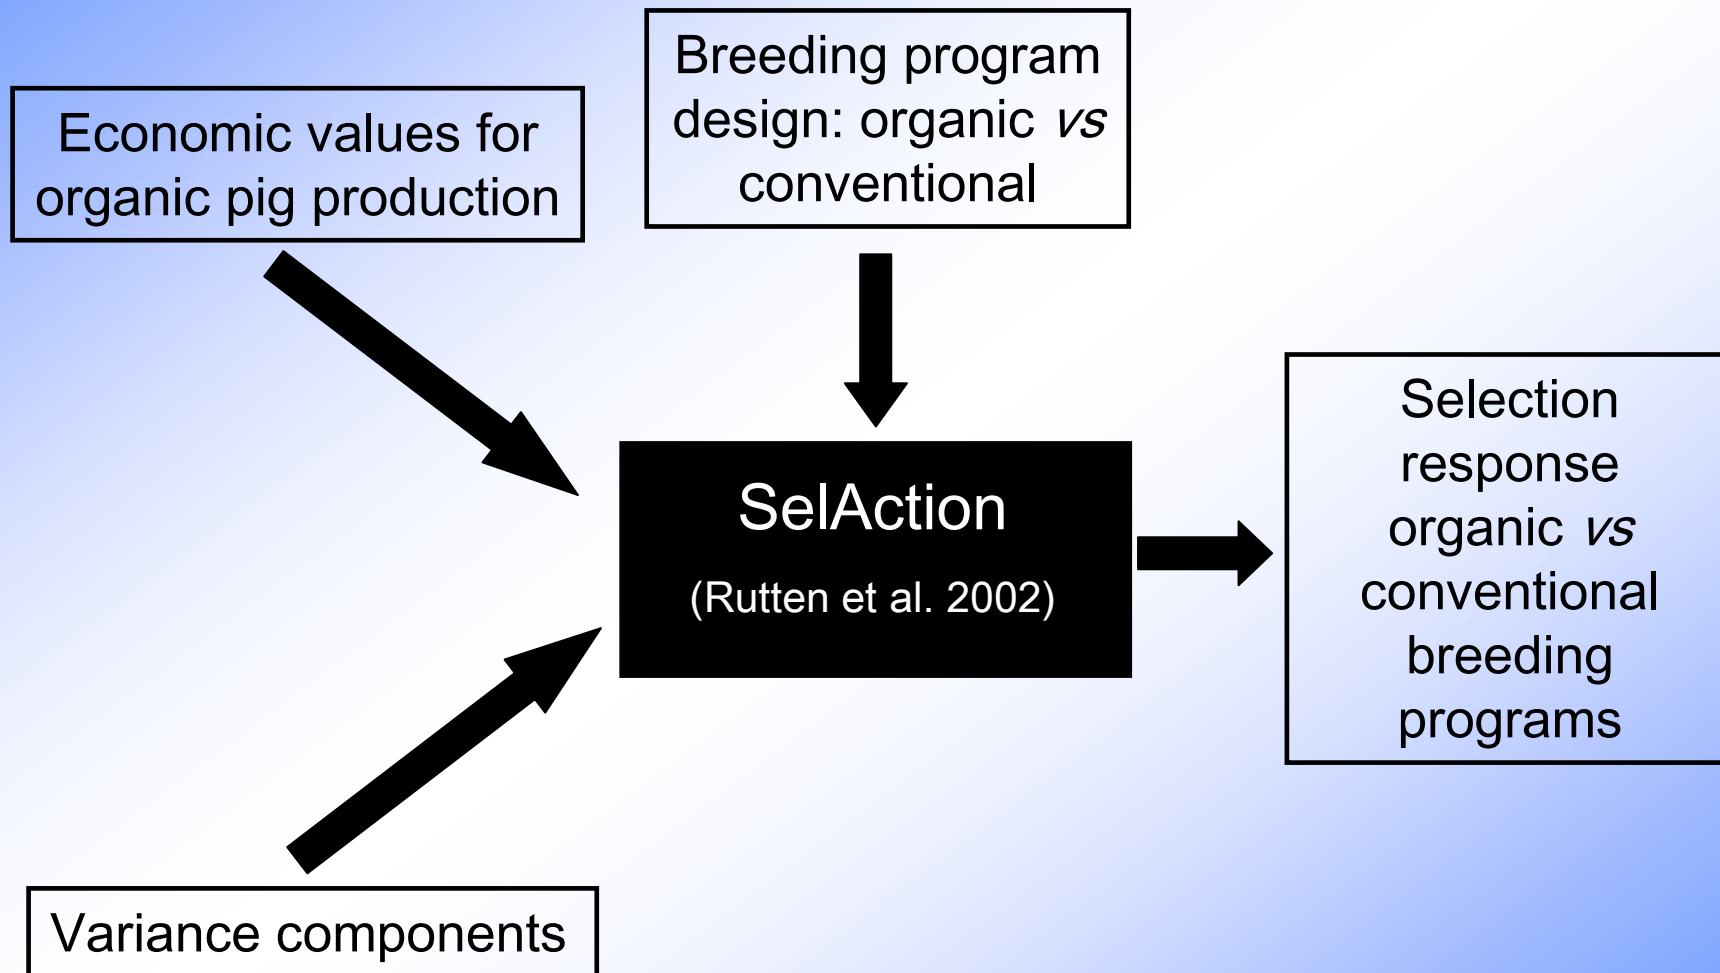 Economic values for
organic pig production
Breeding program
design: organic vs
conventional
SelAction
(Rutten et al. 2002)
Selection
response
organic vs
conventional
breeding
programs
Variance components